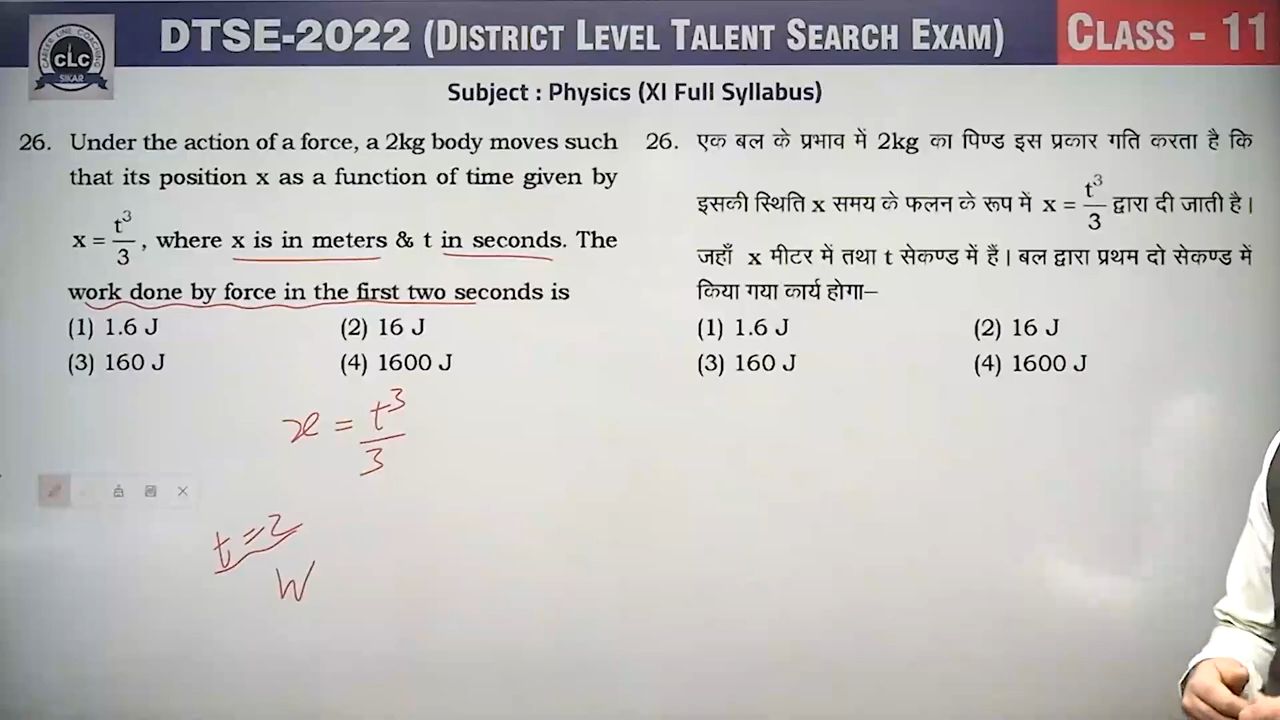 CAREER LINE COACHING
CLC
SIKAR
DTSE-2022 (DISTRICT LEVEL TALENT SEARCH EXAM)
CLASS - 11
Subject : Physics (XI Full Syllabus)
26. Under the action of a force, a 2kg body moves such
that its position x as a function of time given by
x = t³/3, where x is in meters & t in seconds. The
work done by force in the first two seconds is
(1) 1.6 J (2) 16 J
(3) 160 J (4) 1600 J
x = t³/3
t = 2
W
26. एक बल के प्रभाव में 2kg का पिण्ड इस प्रकार गति करता है कि
इसकी स्थिति x समय के फलन के रूप में x = t³/3 द्वारा दी जाती है।
जहाँ x मीटर में तथा t सेकण्ड में हैं। बल द्वारा प्रथम दो सेकण्ड में
किया गया कार्य होगा–
(1) 1.6 J (2) 16 J
(3) 160 J (4) 1600 J